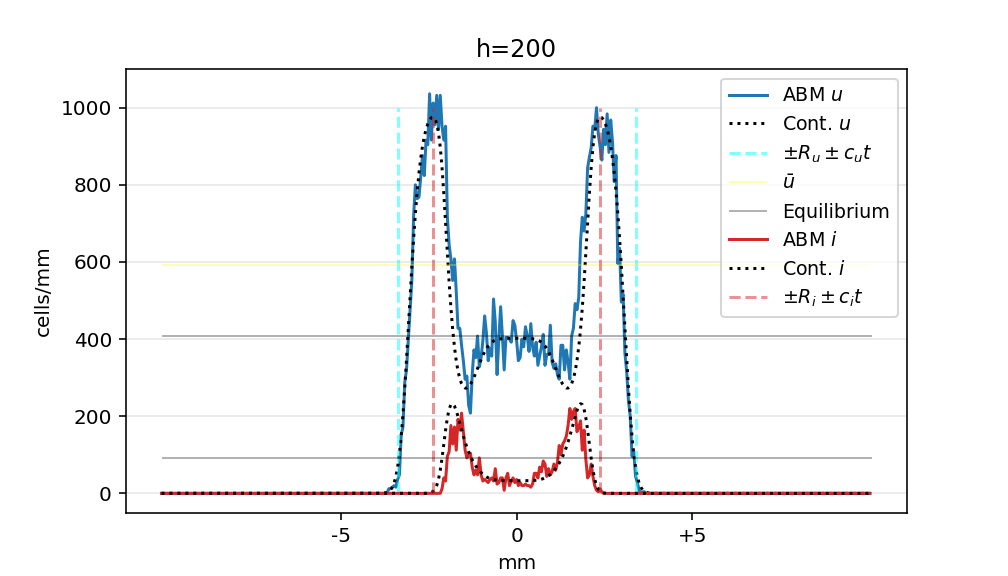 h=200
1000
800
600
400
200
0
cells/mm
-5
0
+5
mm
ABM u
Cont. u
±R_u ± c_u t
ū
Equilibrium
ABM i
Cont. i
±R_i ± c_i t